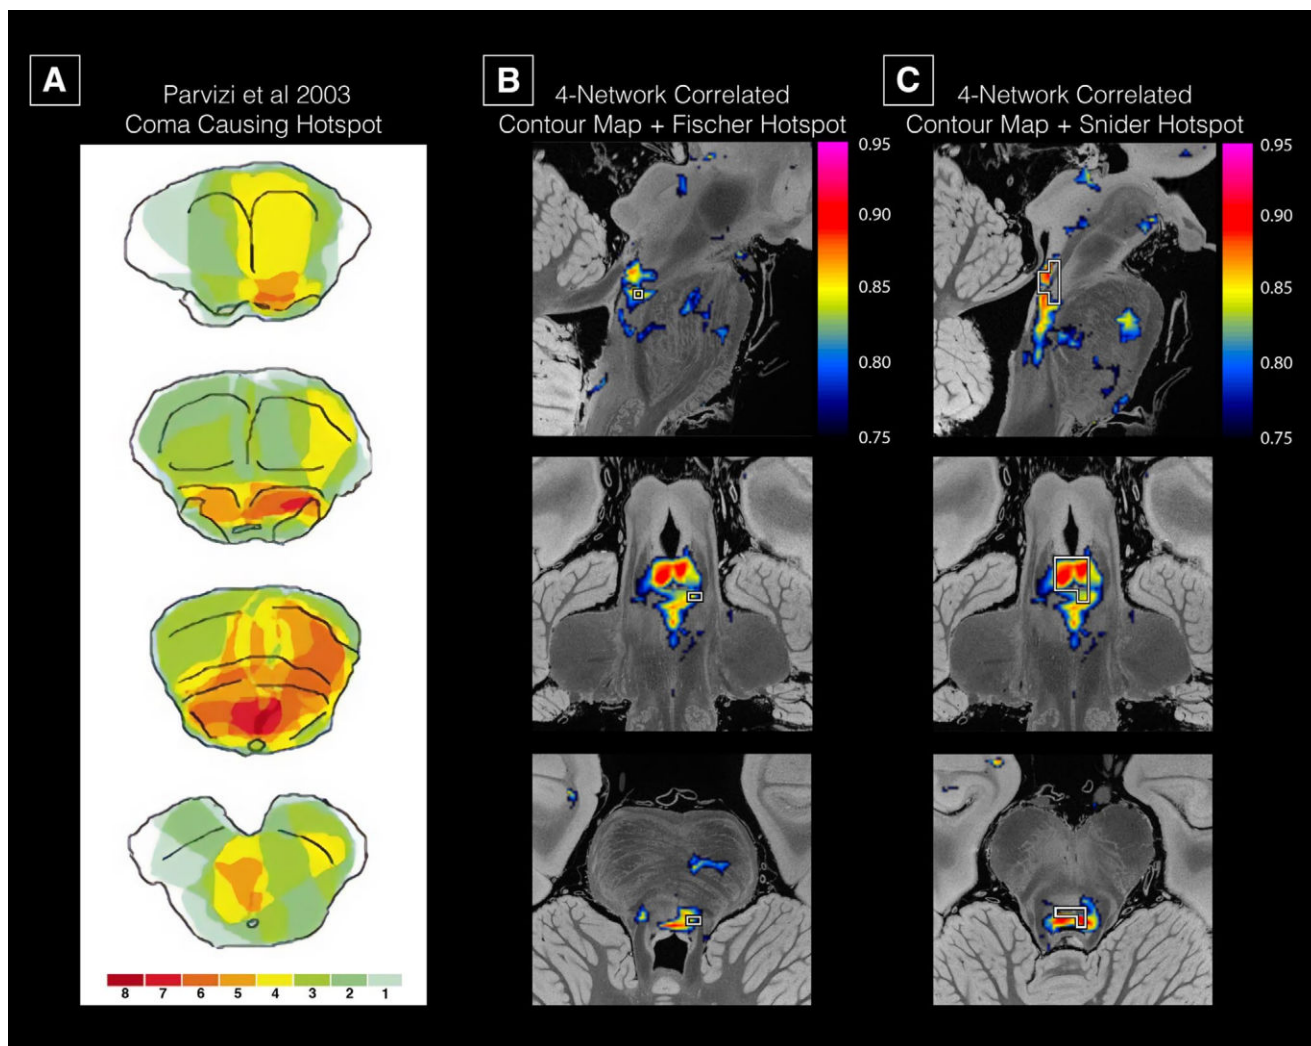 A
Parvizi et al 2003
Coma Causing Hotspot
8 7 6 5 4 3 2 1
B
4-Network Correlated
Contour Map + Fischer Hotspot
0.95
0.90
0.85
0.80
0.75
C
4-Network Correlated
Contour Map + Snider Hotspot
0.95
0.90
0.85
0.80
0.75